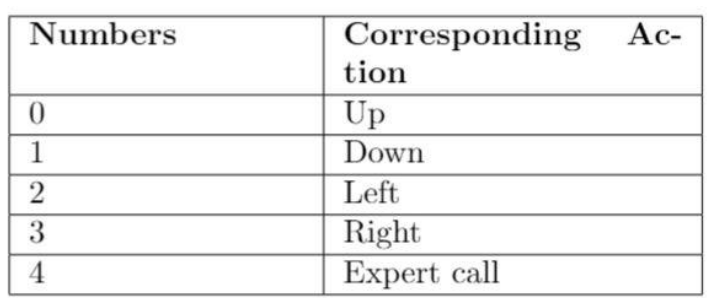 Numbers Corresponding Ac-
tion
0 Up
1 Down
2 Left
3 Right
4 Expert call